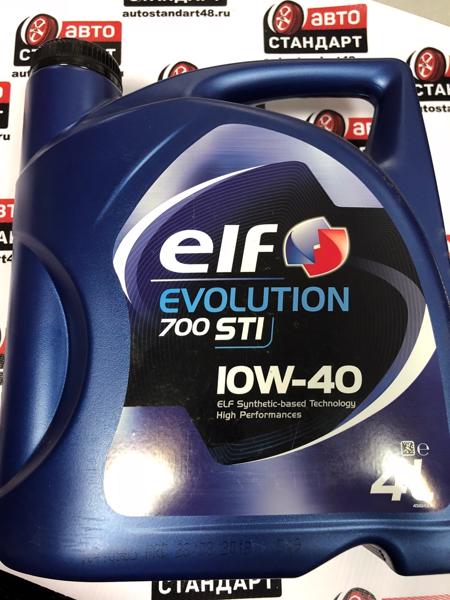 АВТО
СТАНДАРТ
autostandart48.ru
elf
EVOLUTION
700 STI
10W-40
ELF Synthetic-based Technology
High Performances
e
4L
СТАНДАРТ